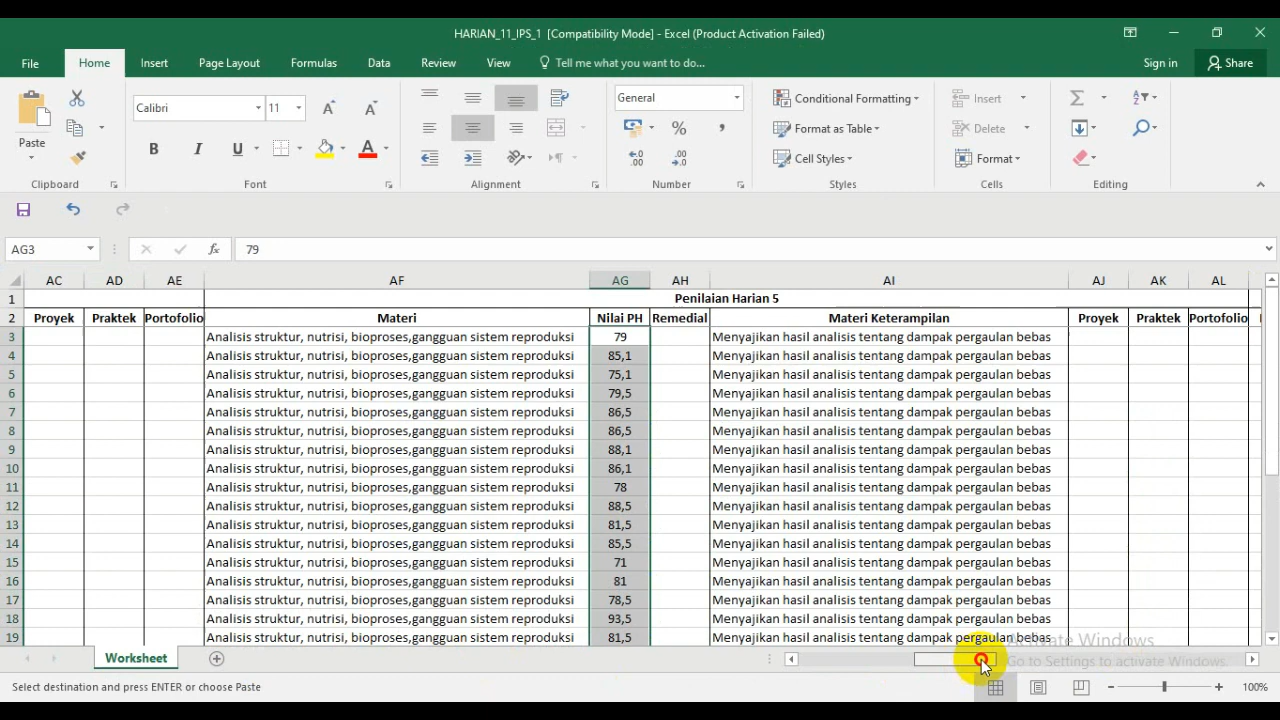 HARIAN_11_IPS_1 [Compatibility Mode] - Excel (Product Activation Failed)
File Home Insert Page Layout Formulas Data Review View Tell me what you want to do... Sign in Share
Calibri 11 General Conditional Formatting Insert
Format as Table Delete
Paste Cell Styles Format
Clipboard Font Alignment Number Styles Cells Editing
AG3 fx 79
AC AD AE AF AG AH AI AJ AK AL
1 Penilaian Harian 5
2 Proyek Praktek Portofolio Materi Nilai PH Remedial Materi Keterampilan Proyek Praktek Portofolio
3 Analisis struktur, nutrisi, bioproses,gangguan sistem reproduksi 79 Menyajikan hasil analisis tentang dampak pergaulan bebas
4 Analisis struktur, nutrisi, bioproses,gangguan sistem reproduksi 85,1 Menyajikan hasil analisis tentang dampak pergaulan bebas
5 Analisis struktur, nutrisi, bioproses,gangguan sistem reproduksi 75,1 Menyajikan hasil analisis tentang dampak pergaulan bebas
6 Analisis struktur, nutrisi, bioproses,gangguan sistem reproduksi 79,5 Menyajikan hasil analisis tentang dampak pergaulan bebas
7 Analisis struktur, nutrisi, bioproses,gangguan sistem reproduksi 86,5 Menyajikan hasil analisis tentang dampak pergaulan bebas
8 Analisis struktur, nutrisi, bioproses,gangguan sistem reproduksi 86,5 Menyajikan hasil analisis tentang dampak pergaulan bebas
9 Analisis struktur, nutrisi, bioproses,gangguan sistem reproduksi 88,1 Menyajikan hasil analisis tentang dampak pergaulan bebas
10 Analisis struktur, nutrisi, bioproses,gangguan sistem reproduksi 86,1 Menyajikan hasil analisis tentang dampak pergaulan bebas
11 Analisis struktur, nutrisi, bioproses,gangguan sistem reproduksi 78 Menyajikan hasil analisis tentang dampak pergaulan bebas
12 Analisis struktur, nutrisi, bioproses,gangguan sistem reproduksi 88,5 Menyajikan hasil analisis tentang dampak pergaulan bebas
13 Analisis struktur, nutrisi, bioproses,gangguan sistem reproduksi 81,5 Menyajikan hasil analisis tentang dampak pergaulan bebas
14 Analisis struktur, nutrisi, bioproses,gangguan sistem reproduksi 85,5 Menyajikan hasil analisis tentang dampak pergaulan bebas
15 Analisis struktur, nutrisi, bioproses,gangguan sistem reproduksi 71 Menyajikan hasil analisis tentang dampak pergaulan bebas
16 Analisis struktur, nutrisi, bioproses,gangguan sistem reproduksi 81 Menyajikan hasil analisis tentang dampak pergaulan bebas
17 Analisis struktur, nutrisi, bioproses,gangguan sistem reproduksi 78,5 Menyajikan hasil analisis tentang dampak pergaulan bebas
18 Analisis struktur, nutrisi, bioproses,gangguan sistem reproduksi 93,5 Menyajikan hasil analisis tentang dampak pergaulan bebas
19 Analisis struktur, nutrisi, bioproses,gangguan sistem reproduksi 81,5 Menyajikan hasil analisis tentang dampak pergaulan bebas
Activate Windows
Go to Settings to activate Windows.
Worksheet
Select destination and press ENTER or choose Paste 100%